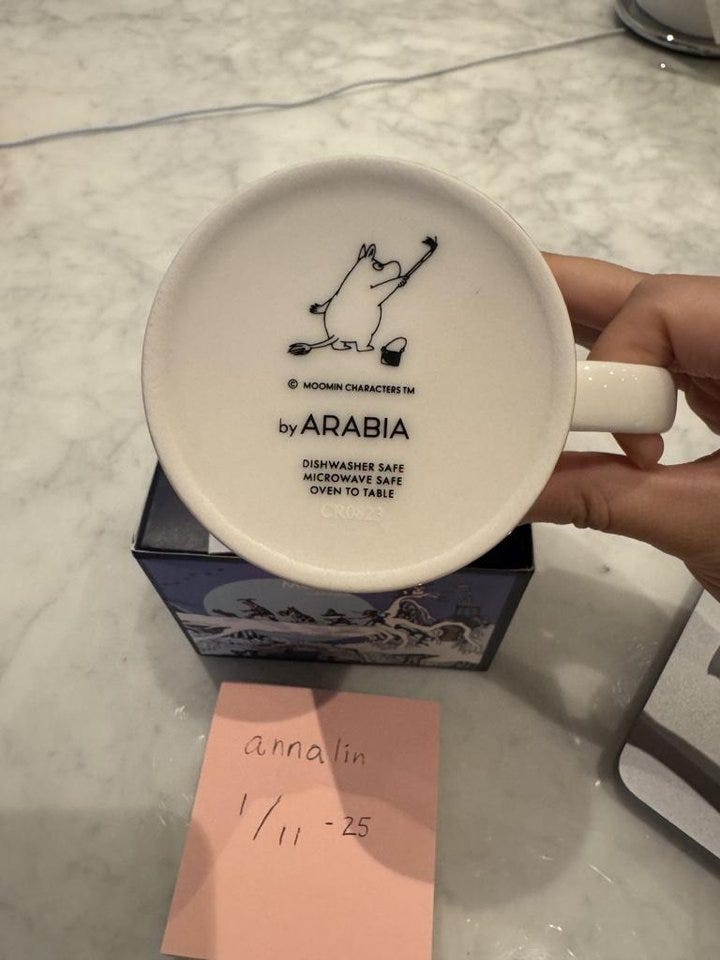 © MOOMIN CHARACTERS TM
by ARABIA
DISHWASHER SAFE
MICROWAVE SAFE
OVEN TO TABLE
annalin
1/11 -25